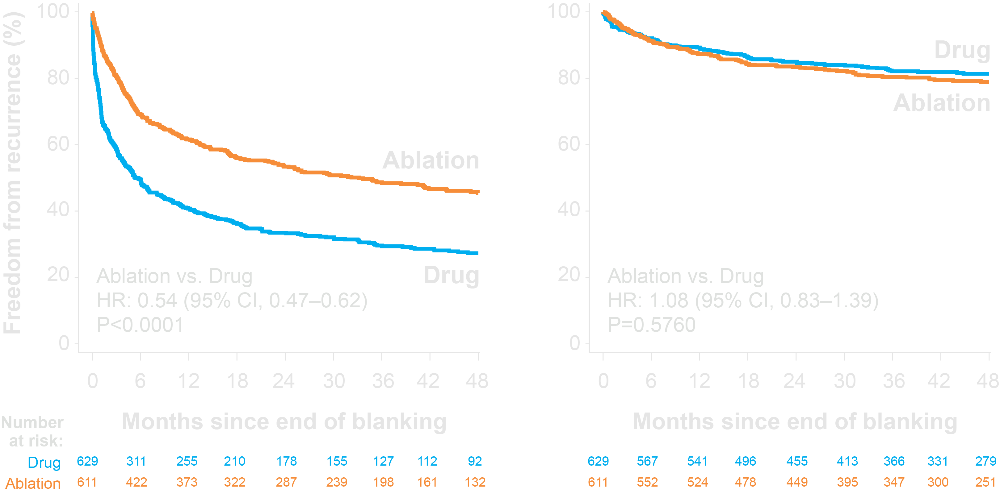 Freedom from recurrence (%)
100
80
60
40
20
0
Ablation
Drug
Ablation vs. Drug
HR: 0.54 (95% CI, 0.47–0.62)
P<0.0001
0 6 12 18 24 30 36 42 48
Months since end of blanking
100
80
60
40
20
0
Drug
Ablation
Ablation vs. Drug
HR: 1.08 (95% CI, 0.83–1.39)
P=0.5760
0 6 12 18 24 30 36 42 48
Months since end of blanking
Number
at risk:
Drug 629 311 255 210 178 155 127 112 92
Ablation 611 422 373 322 287 239 198 161 132
629 567 541 496 455 413 366 331 279
611 552 524 478 449 395 347 300 251